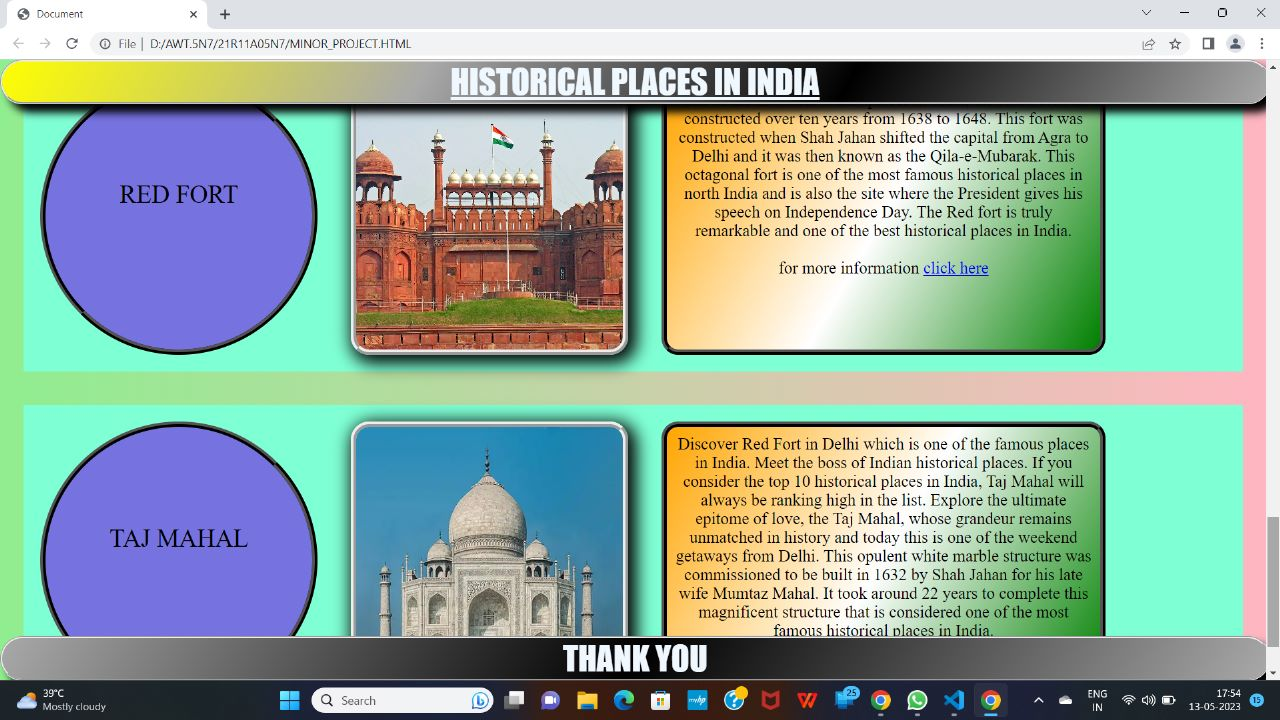 Document
File
D:/AWT.5N7/21R11A05N7/MINOR_PROJECT.HTML
HISTORICAL PLACES IN INDIA
RED FORT
constructed over ten years from 1638 to 1648. This fort was
constructed when Shah Jahan shifted the capital from Agra to
Delhi and it was then known as the Qila-e-Mubarak. This
octagonal fort is one of the most famous historical places in
north India and is also the site where the President gives his
speech on Independence Day. The Red fort is truly
remarkable and one of the best historical places in India.
for more information click here
TAJ MAHAL
Discover Red Fort in Delhi which is one of the famous places
in India. Meet the boss of Indian historical places. If you
consider the top 10 historical places in India, Taj Mahal will
always be ranking high in the list. Explore the ultimate
epitome of love, the Taj Mahal, whose grandeur remains
unmatched in history and today this is one of the weekend
getaways from Delhi. This opulent white marble structure was
commissioned to be built in 1632 by Shah Jahan for his late
wife Mumtaz Mahal. It took around 22 years to complete this
magnificent structure that is considered one of the most
famous historical places in India.
THANK YOU
39°C
Mostly cloudy
Search
25
ENG
IN
17:54
13-05-2023
15